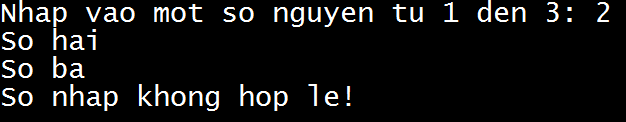 Nhap vao mot so nguyen tu 1 den 3: 2
So hai
So ba
So nhap khong hop le!